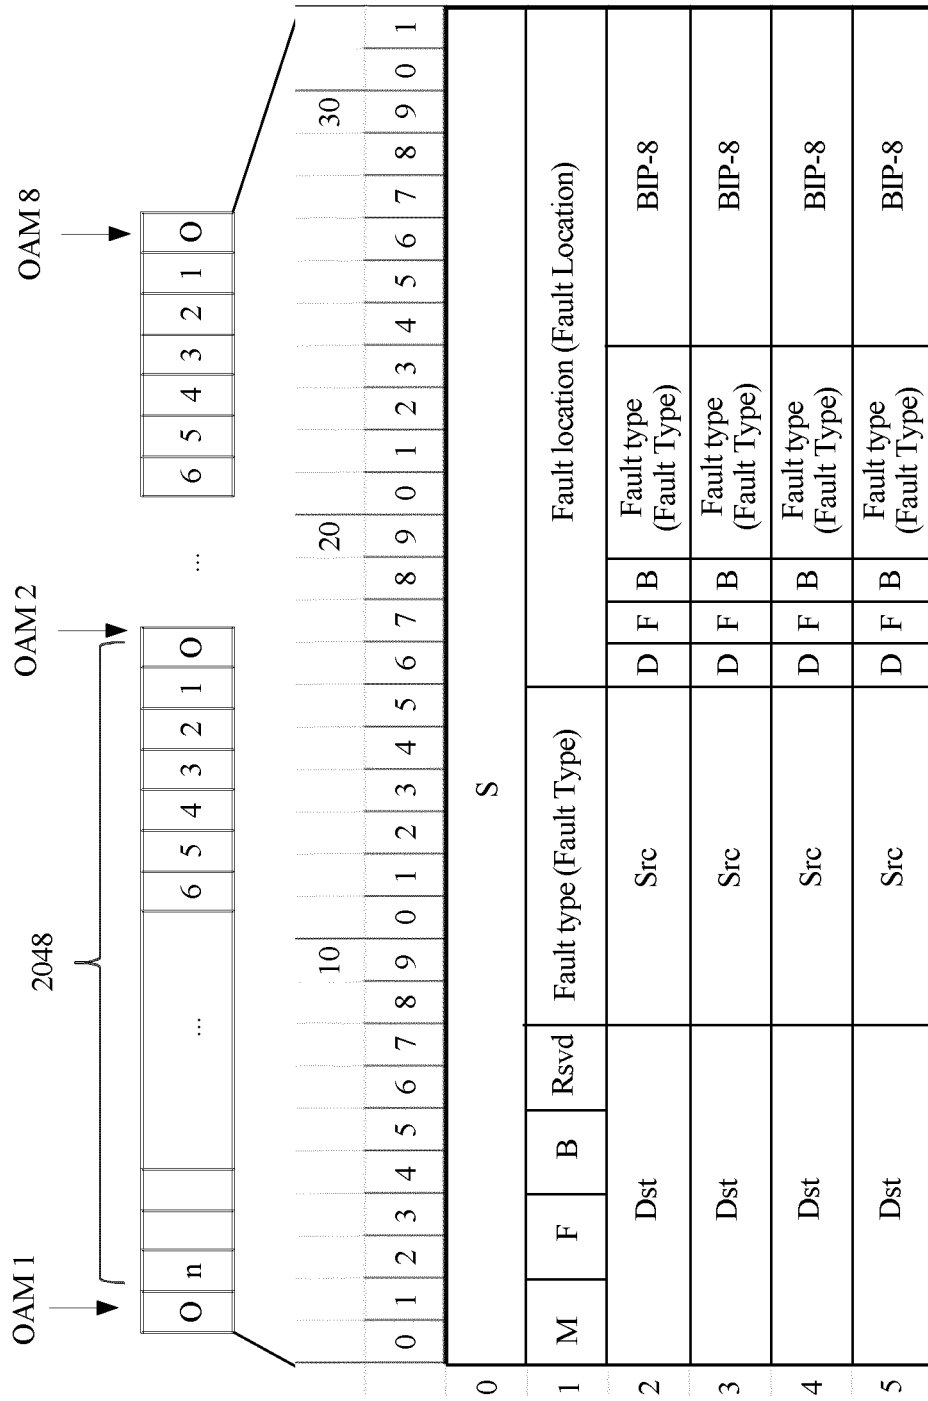 OAM 1
2048
OAM 2
OAM 8
O n ... 6 5 4 3 2 1 O ... 6 5 4 3 2 1 O
10 20 30
0 1 2 3 4 5 6 7 8 9 0 1 2 3 4 5 6 7 8 9 0 1 2 3 4 5 6 7 8 9 0 1
0 S
1 M F B Rsvd Fault type (Fault Type) Fault location (Fault Location)
2 Dst Src D F B Fault type
(Fault Type) BIP-8
3 Dst Src D F B Fault type
(Fault Type) BIP-8
4 Dst Src D F B Fault type
(Fault Type) BIP-8
5 Dst Src D F B Fault type
(Fault Type) BIP-8